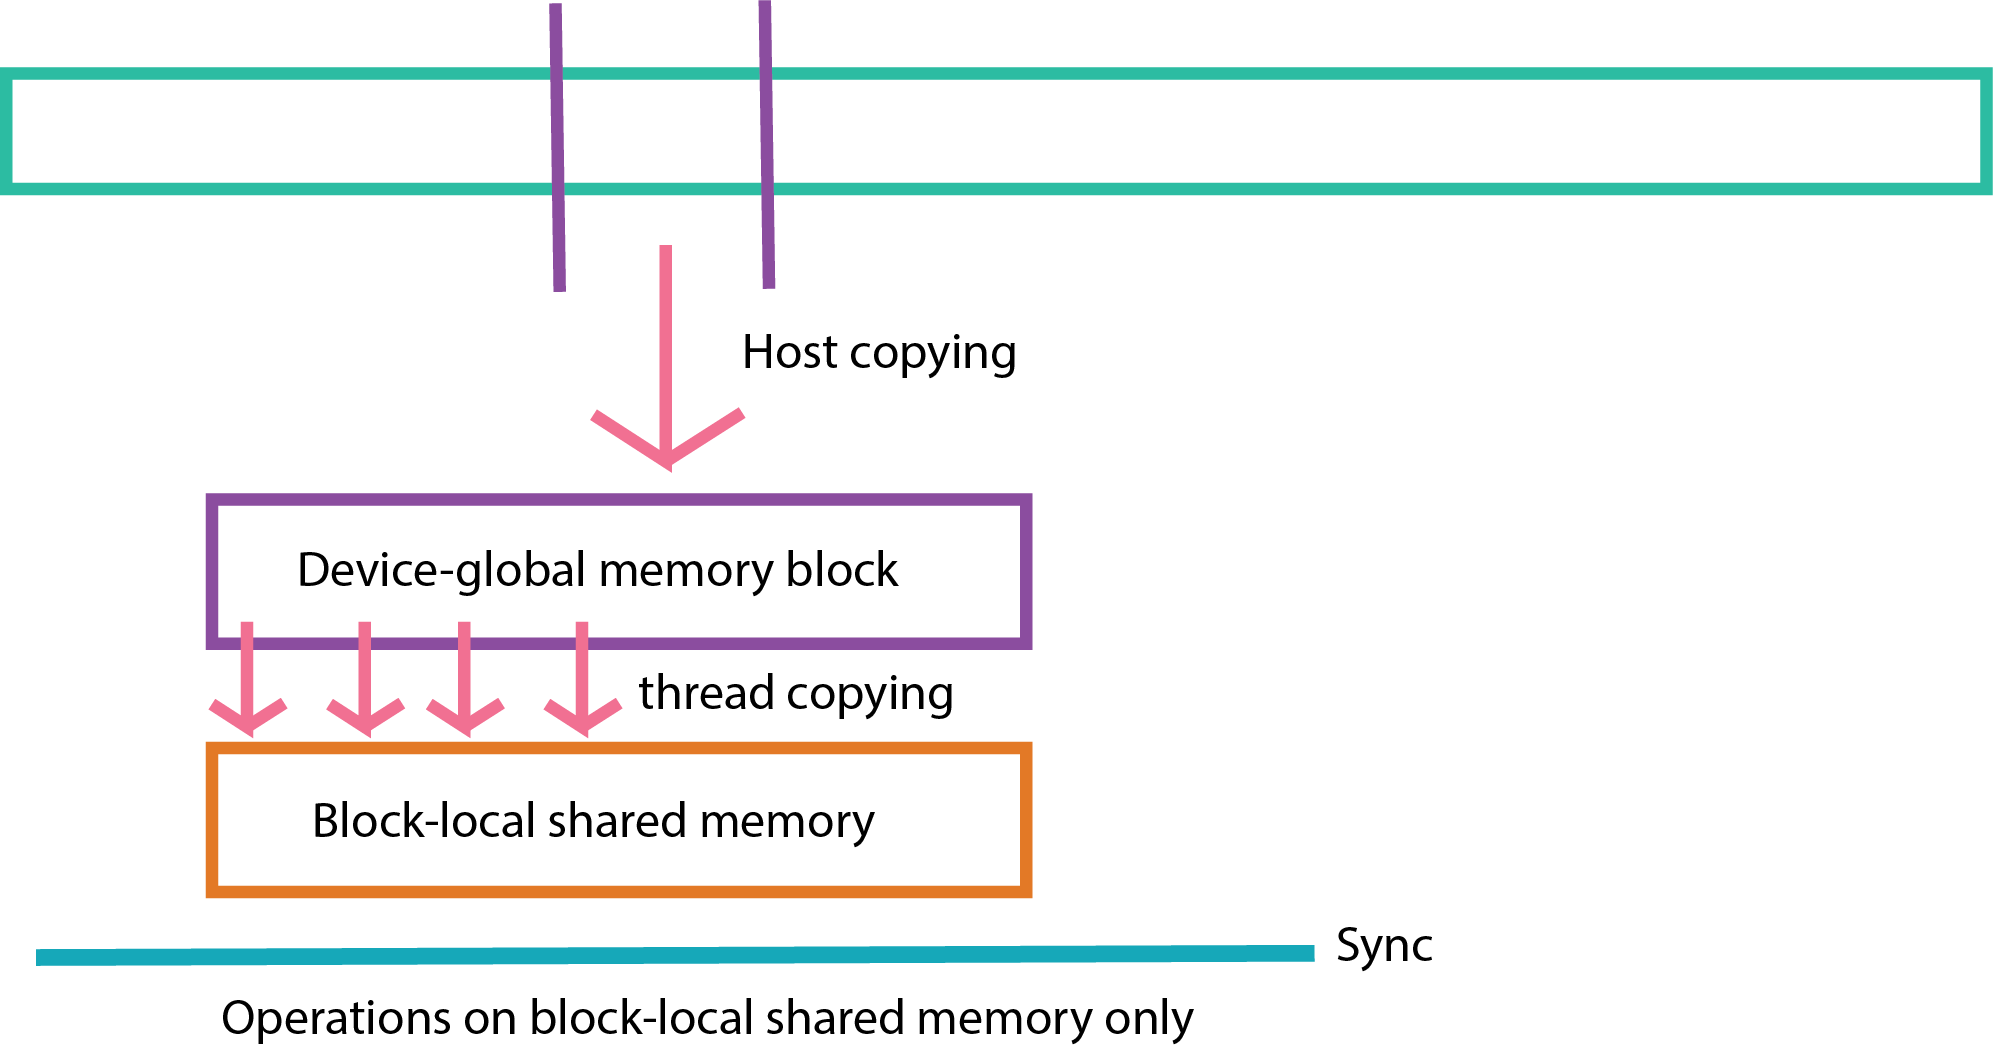 Host copying
Device-global memory block
thread copying
Block-local shared memory
Sync
Operations on block-local shared memory only